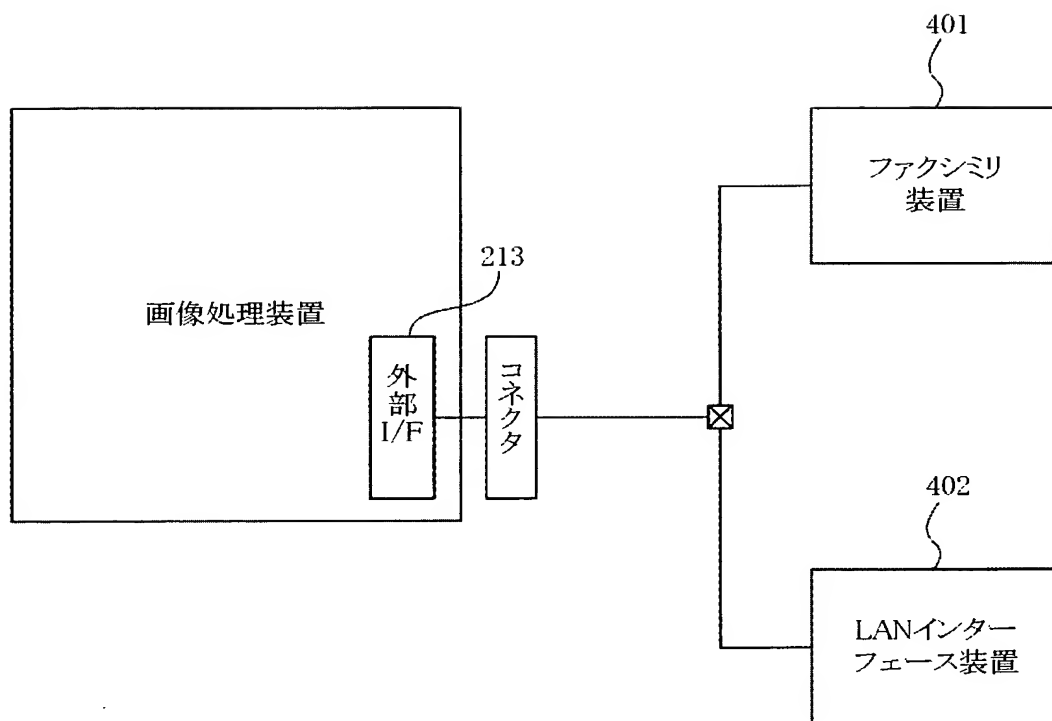 401
ファクシミリ
装置
213
画像処理装置
外
部
I/F
コネクタ
402
LANインター
フェース装置